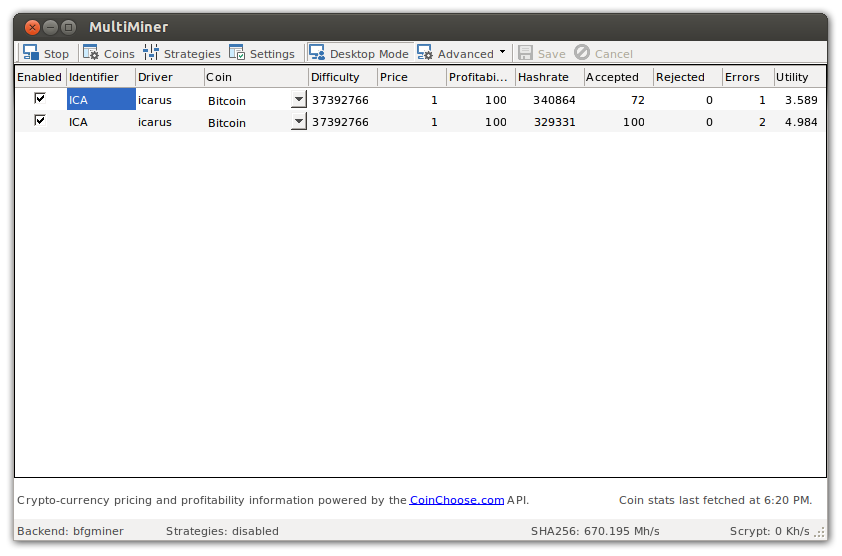 MultiMiner
Stop Coins Strategies Settings Desktop Mode Advanced Save Cancel
Enabled Identifier Driver Coin Difficulty Price Profitabi... Hashrate Accepted Rejected Errors Utility
ICA icarus Bitcoin 37392766 1 100 340864 72 0 1 3.589
ICA icarus Bitcoin 37392766 1 100 329331 100 0 2 4.984
Crypto-currency pricing and profitability information powered by the CoinChoose.com API. Coin stats last fetched at 6:20 PM.
Backend: bfgminer Strategies: disabled SHA256: 670.195 Mh/s Scrypt: 0 Kh/s